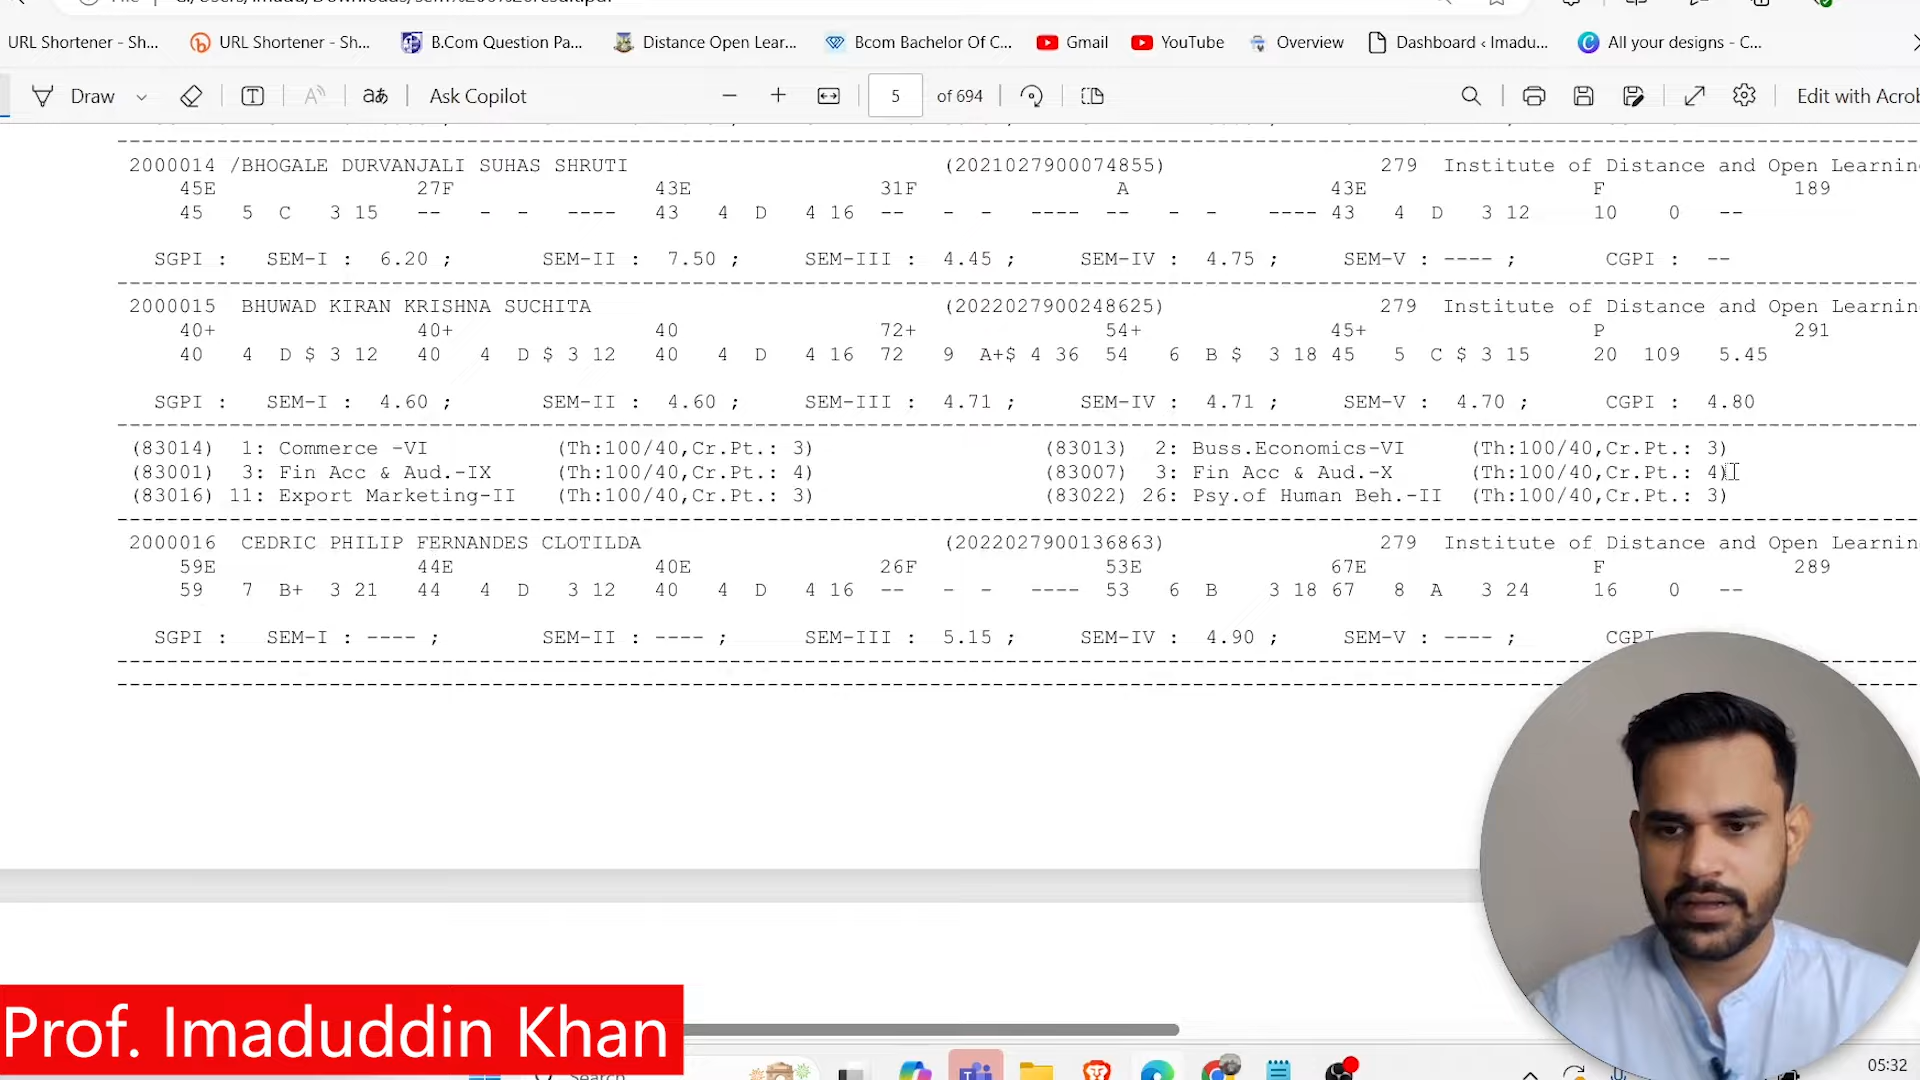 URL Shortener - Sh... URL Shortener - Sh... B.Com Question Pa... Distance Open Lear... Bcom Bachelor Of C... Gmail YouTube Overview Dashboard ‹ Imadu... All your designs - C...
Draw aあ Ask Copilot 5 of 694 Edit with Acrob
2000014 /BHOGALE DURVANJALI SUHAS SHRUTI (2021027900074855) 279 Institute of Distance and Open Learnin
45E 27F 43E 31F A 43E F 189
45 5 C 3 15 -- - - ---- 43 4 D 4 16 -- - - ---- -- - - ---- 43 4 D 3 12 10 0 --
SGPI : SEM-I : 6.20 ; SEM-II : 7.50 ; SEM-III : 4.45 ; SEM-IV : 4.75 ; SEM-V : ---- ; CGPI : --
2000015 BHUWAD KIRAN KRISHNA SUCHITA (2022027900248625) 279 Institute of Distance and Open Learnin
40+ 40+ 40 72+ 54+ 45+ P 291
40 4 D $ 3 12 40 4 D $ 3 12 40 4 D 4 16 72 9 A+$ 4 36 54 6 B $ 3 18 45 5 C $ 3 15 20 109 5.45
SGPI : SEM-I : 4.60 ; SEM-II : 4.60 ; SEM-III : 4.71 ; SEM-IV : 4.71 ; SEM-V : 4.70 ; CGPI : 4.80
(83014) 1: Commerce -VI (Th:100/40,Cr.Pt.: 3) (83013) 2: Buss.Economics-VI (Th:100/40,Cr.Pt.: 3)
(83001) 3: Fin Acc & Aud.-IX (Th:100/40,Cr.Pt.: 4) (83007) 3: Fin Acc & Aud.-X (Th:100/40,Cr.Pt.: 4)
(83016) 11: Export Marketing-II (Th:100/40,Cr.Pt.: 3) (83022) 26: Psy.of Human Beh.-II (Th:100/40,Cr.Pt.: 3)
2000016 CEDRIC PHILIP FERNANDES CLOTILDA (2022027900136863) 279 Institute of Distance and Open Learnin
59E 44E 40E 26F 53E 67E F 289
59 7 B+ 3 21 44 4 D 3 12 40 4 D 4 16 -- - - ---- 53 6 B 3 18 67 8 A 3 24 16 0 --
SGPI : SEM-I : ---- ; SEM-II : ---- ; SEM-III : 5.15 ; SEM-IV : 4.90 ; SEM-V : ---- ; CGPI
Prof. Imaduddin Khan
05:32